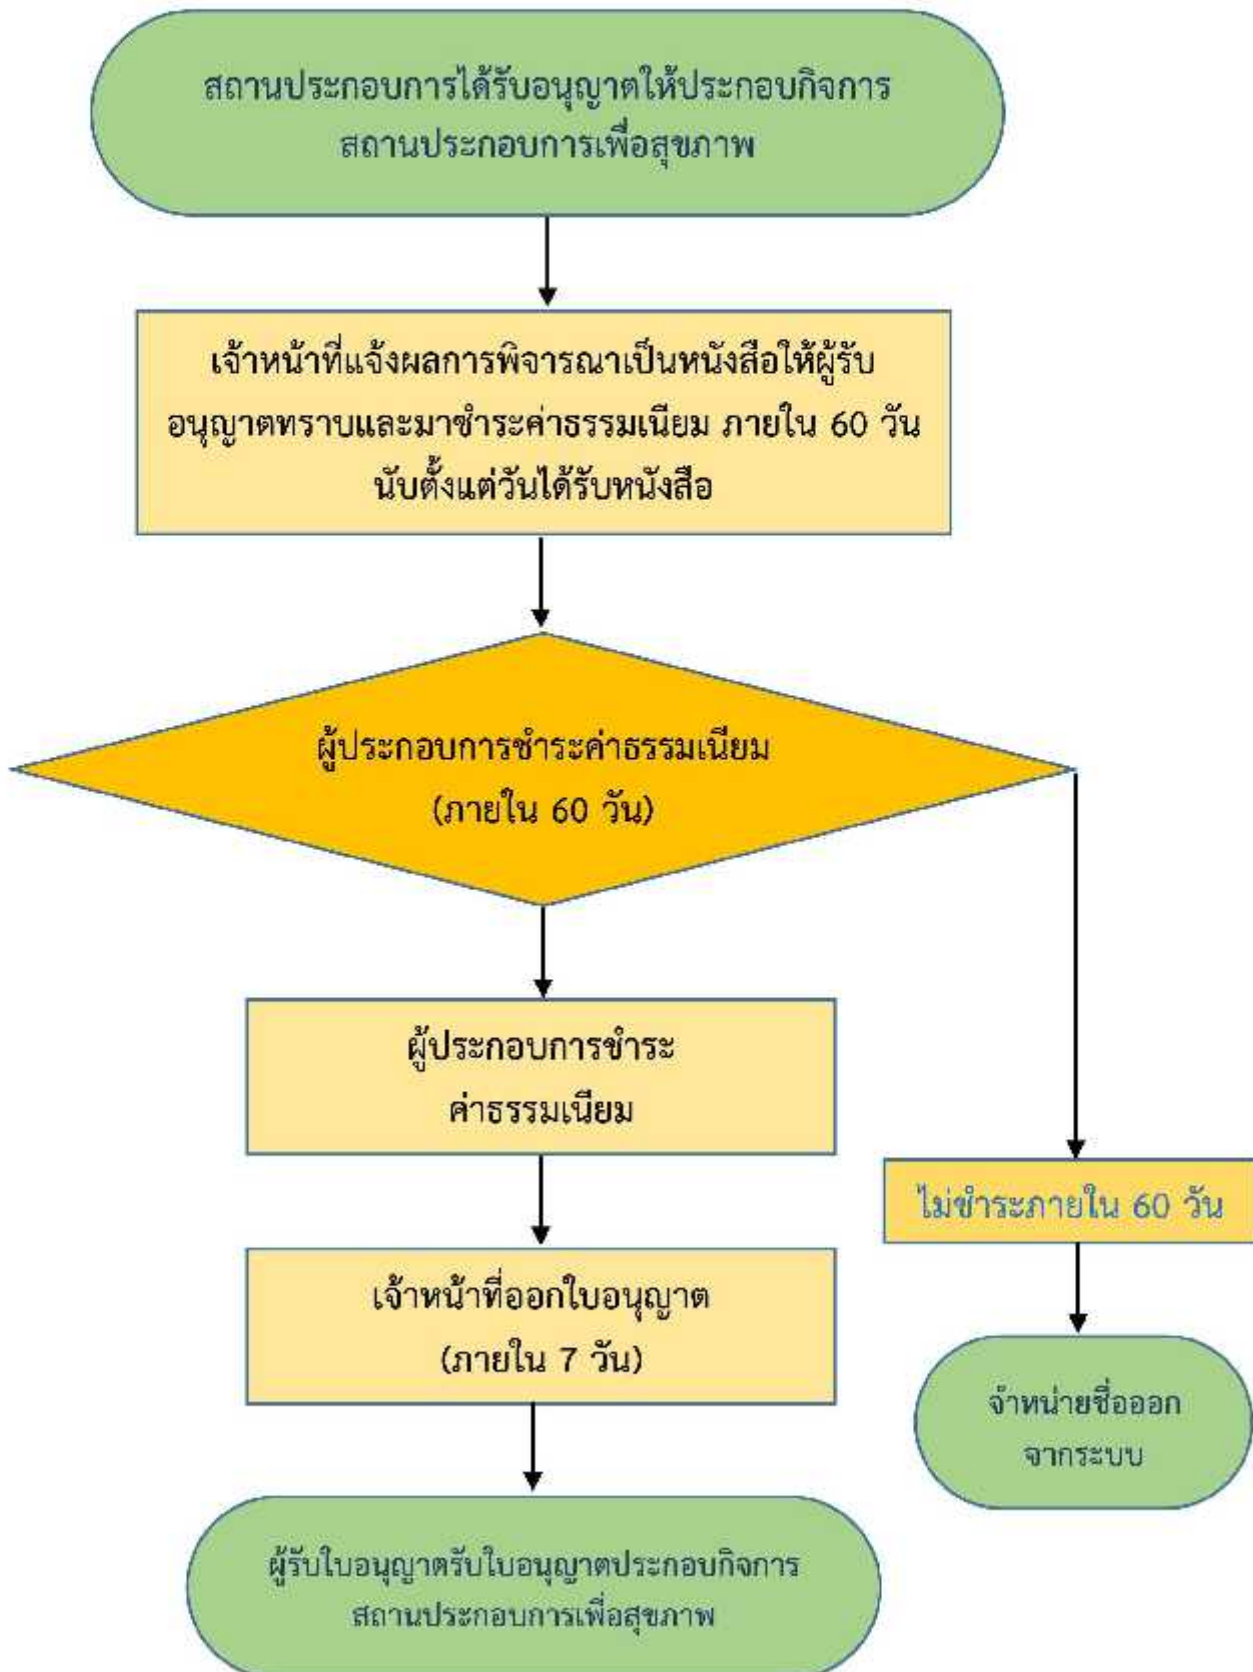 สถานประกอบการได้รับอนุญาตให้ประกอบกิจการ
สถานประกอบการเพื่อสุขภาพ
เจ้าหน้าที่แจ้งผลการพิจารณาเป็นหนังสือให้ผู้รับ
อนุญาตทราบและมาชำระค่าธรรมเนียม ภายใน 60 วัน
นับตั้งแต่วันได้รับหนังสือ
ผู้ประกอบการชำระค่าธรรมเนียม
(ภายใน 60 วัน)
ผู้ประกอบการชำระ
ค่าธรรมเนียม
ไม่ชำระภายใน 60 วัน
เจ้าหน้าที่ออกใบอนุญาต
(ภายใน 7 วัน)
จำหน่ายชื่อออก
จากระบบ
ผู้รับใบอนุญาตรับใบอนุญาตประกอบกิจการ
สถานประกอบการเพื่อสุขภาพ